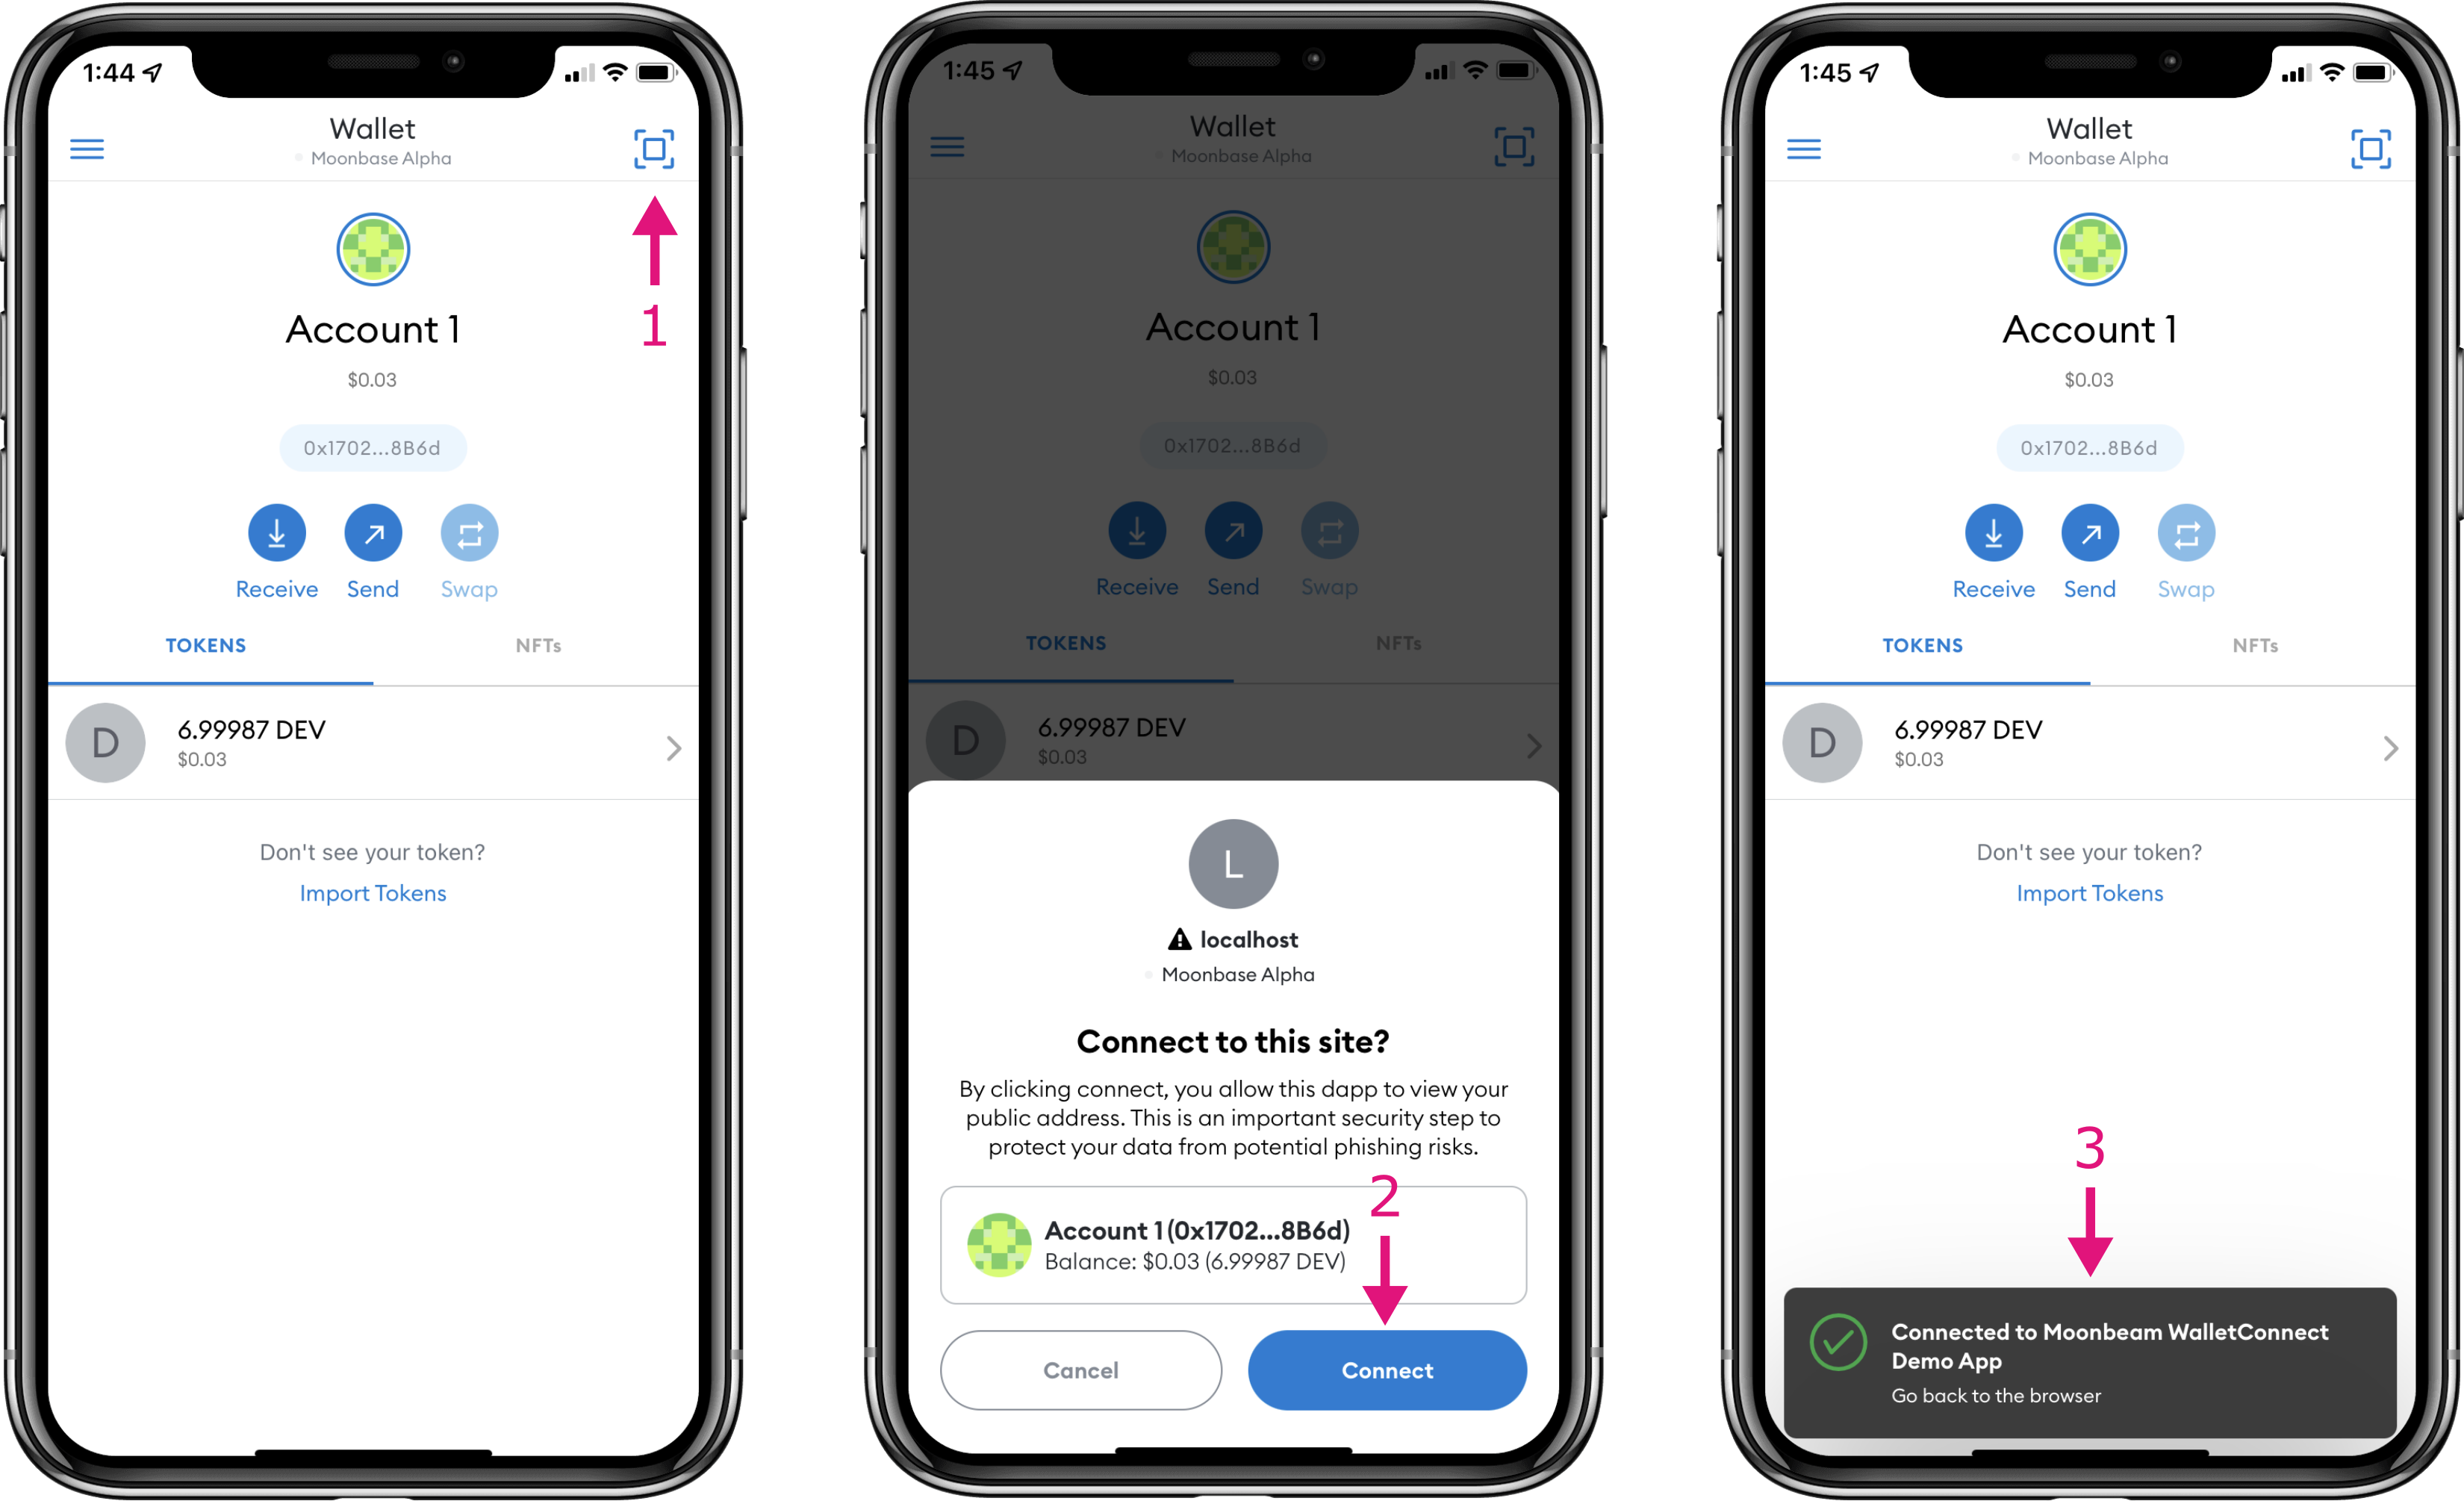 1:44
Wallet
Moonbase Alpha
1
Account 1
$0.03
0x1702...8B6d
Receive Send Swap
TOKENS NFTs
D
6.99987 DEV
$0.03
Don't see your token?
Import Tokens
1:45
Wallet
Moonbase Alpha
Account 1
$0.03
0x1702...8B6d
Receive Send Swap
TOKENS NFTs
D
6.99987 DEV
$0.03
L
localhost
Moonbase Alpha
Connect to this site?
By clicking connect, you allow this dapp to view your
public address. This is an important security step to
protect your data from potential phishing risks.
2
Account 1 (0x1702...8B6d)
Balance: $0.03 (6.99987 DEV)
Cancel Connect
1:45
Wallet
Moonbase Alpha
Account 1
$0.03
0x1702...8B6d
Receive Send Swap
TOKENS NFTs
D
6.99987 DEV
$0.03
Don't see your token?
Import Tokens
3
Connected to Moonbeam WalletConnect
Demo App
Go back to the browser